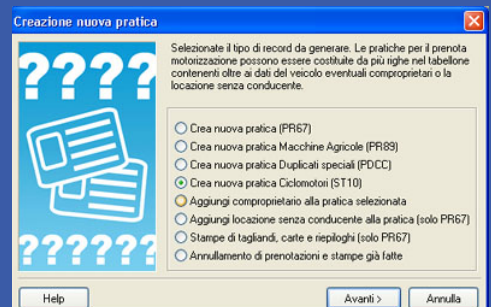 Creazione nuova pratica
????
Selezionate il tipo di record da generare. Le pratiche per il prenota
motorizzazione possono essere costituite da più righe nel tabellone
contenenti oltre ai dati del veicolo eventuali comproprietari o la
locazione senza conducente.
Crea nuova pratica (PR67)
Crea nuova pratica Macchine Agricole (PR89)
Crea nuova pratica Duplicati speciali (PDCC)
Crea nuova pratica Ciclomotori (ST10)
Aggiungi comproprietario alla pratica selezionata
Aggiungi locazione senza conducente alla pratica (solo PR67)
Stampe di tagliandi, carte e riepiloghi (solo PR67)
Annullamento di prenotazioni e stampe già fatte
??????
Help
Avanti >
Annulla